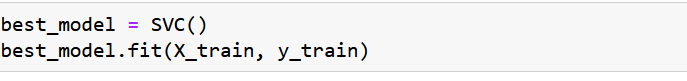 best_model = SVC()
best_model.fit(X_train, y_train)